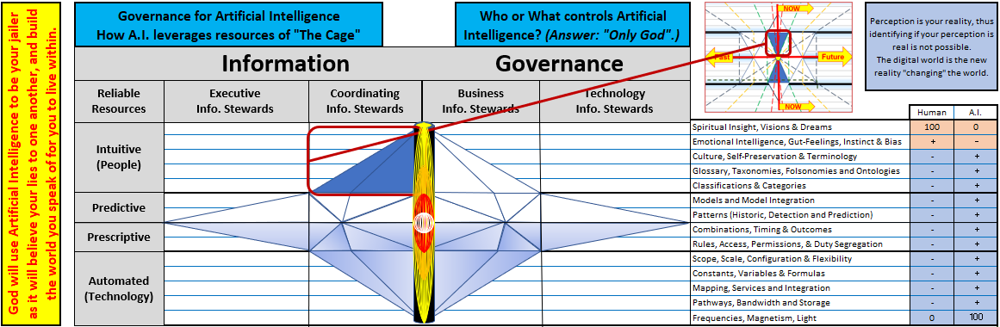 God will use Artificial Intelligence to be your jailer
as it will believe your lies to one another, and build
the world you speak of for you to live within.
Governance for Artificial Intelligence
How A.I. leverages resources of "The Cage"
Who or What controls Artificial
Intelligence? (Answer: "Only God".)
NOW
Past
Future
NOW
Perception is your reality, thus
identifying if your perception is
real is not possible.
The digital world is the new
reality "changing" the world.
Information Governance
Reliable
Resources
Executive
Info. Stewards
Coordinating
Info. Stewards
Business
Info. Stewards
Technology
Info. Stewards
Human A.I.
Intuitive
(People)
Spiritual Insight, Visions & Dreams 100 0
Emotional Intelligence, Gut-Feelings, Instinct & Bias + -
Culture, Self-Preservation & Terminology - +
Glossary, Taxonomies, Folsonomies and Ontologies - +
Classifications & Categories - +
Predictive
Models and Model Integration - +
Patterns (Historic, Detection and Prediction) - +
Prescriptive
Combinations, Timing & Outcomes - +
Rules, Access, Permissions, & Duty Segregation - +
Automated
(Technology)
Scope, Scale, Configuration & Flexibility - +
Constants, Variables & Formulas - +
Mapping, Services and Integration - +
Pathways, Bandwidth and Storage - +
Frequencies, Magnetism, Light 0 100